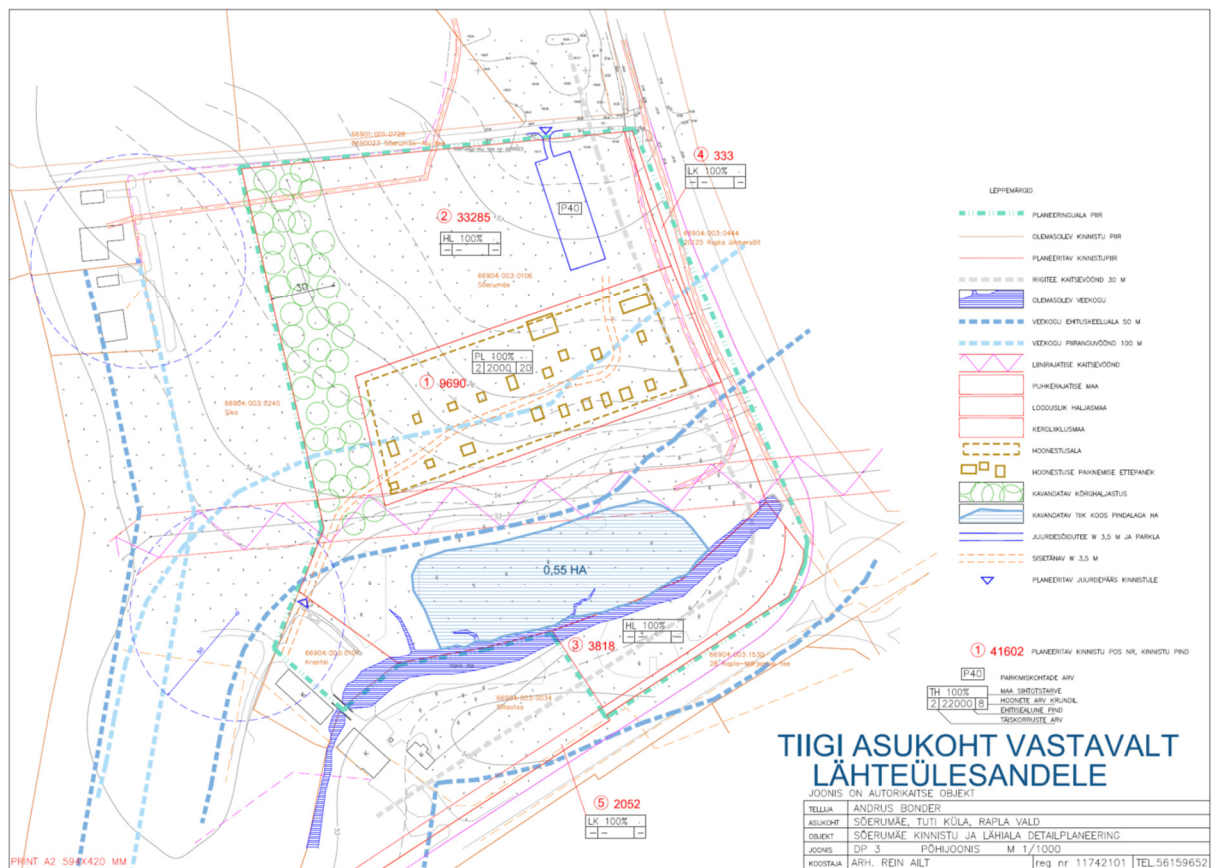 66901:001:0728
④ 333
LK 100%
P40
② 33285
HL 100%
66904:003:0444
20125 Rapla ümbersõit
66904:003:0106
Sõerumäe
30
PL 100%
2 2000 20
① 9690
66904:003:0245
0,55 HA
HL 100%
③ 3818
66904:003:1530
66904:003:0034
50
⑤ 2052
LK 100%
LEPPEMÄRGID
PLANEERINGUALA PIIR
OLEMASOLEV KINNISTU PIIR
PLANEERITAV KINNISTUPIIR
RIIGITEE KAITSEVÖÖND 30 M
OLEMASOLEV VEEKOGU
VEEKOGU EHITUSKEELUALA 50 M
VEEKOGU PIIRANGUVÖÖND 100 M
LIINIRAJATISE KAITSEVÖÖND
PUHKERAJATISE MAA
LOODUSLIK HALJASMAA
KERGLIIKLUSMAA
HOONESTUSALA
HOONESTUSE PAIKNEMISE ETTEPANEK
KAVANDATAV KÕRGHALJASTUS
KAVANDATAV TIIK KOOS PINDALAGA HA
JUURDESÕIDUTEE W 3,5 M JA PARKLA
SISETÄNAV W 3,5 M
PLANEERITAV JUURDEPÄÄS KINNISTULE
① 41602 PLANEERITAV KINNISTU POS NR, KINNISTU PIND
P40 PARKIMISKOHTADE ARV
TH 100% MAA SIHTOTSTARVE
2 22000 8 HOONETE ARV KRUNDIL
EHITISEALUNE PIND
TÄISKORRUSTE ARV
TIIGI ASUKOHT VASTAVALT
LÄHTEÜLESANDELE
JOONIS ON AUTORIKAITSE OBJEKT
TELLIJA ANDRUS BONDER
ASUKOHT SÕERUMÄE, TUTI KÜLA, RAPLA VALD
OBJEKT SÕERUMÄE KINNISTU JA LÄHIALA DETAILPLANEERING
JOONIS DP 3 PÕHIJOONIS M 1/1000
KOOSTAJA ARH. REIN AILT reg nr 11742101 TEL.56159652
PRINT A2 594X420 MM